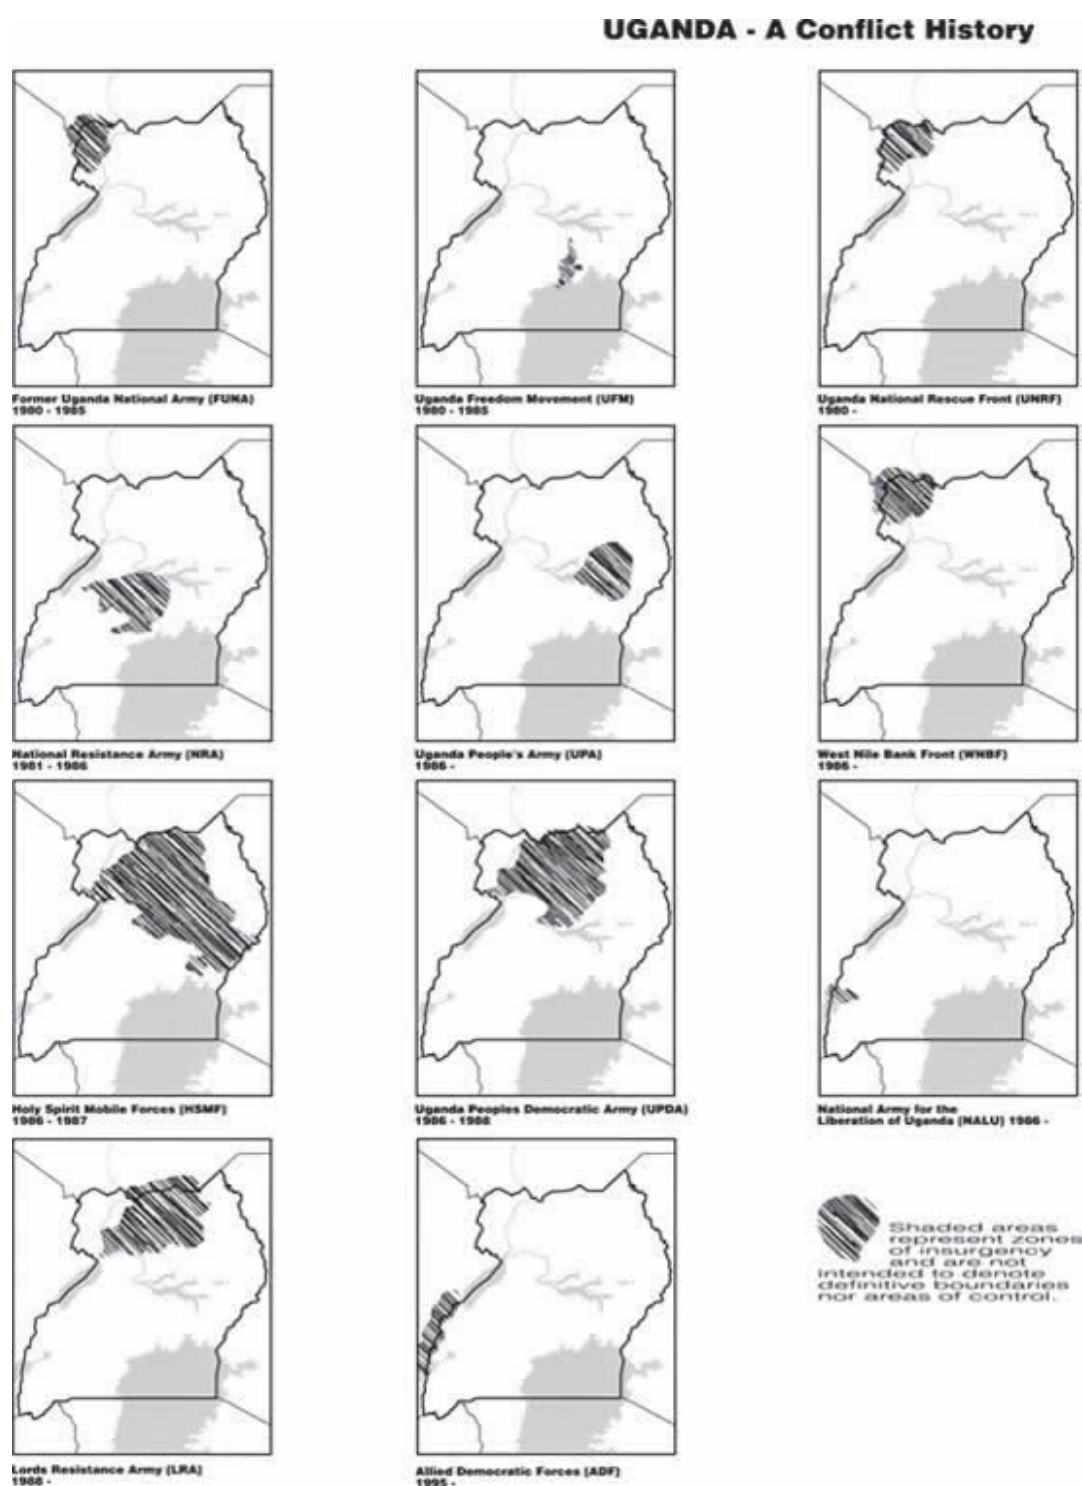 UGANDA - A Conflict History
Former Uganda National Army (FUNA)
1980 - 1985
Uganda Freedom Movement (UFM)
1980 - 1985
Uganda National Rescue Front (UNRF)
1980 -
National Resistance Army (NRA)
1981 - 1986
Uganda People's Army (UPA)
1986 -
West Nile Bank Front (WNBF)
1986 -
Holy Spirit Mobile Forces (HSMF)
1986 - 1987
Uganda Peoples Democratic Army (UPDA)
1986 - 1988
National Army for the
Liberation of Uganda (NALU) 1986 -
Lords Resistance Army (LRA)
1988 -
Allied Democratic Forces (ADF)
1995 -
Shaded areas
represent zones
of insurgency
and are not
intended to denote
definitive boundaries
nor areas of control.